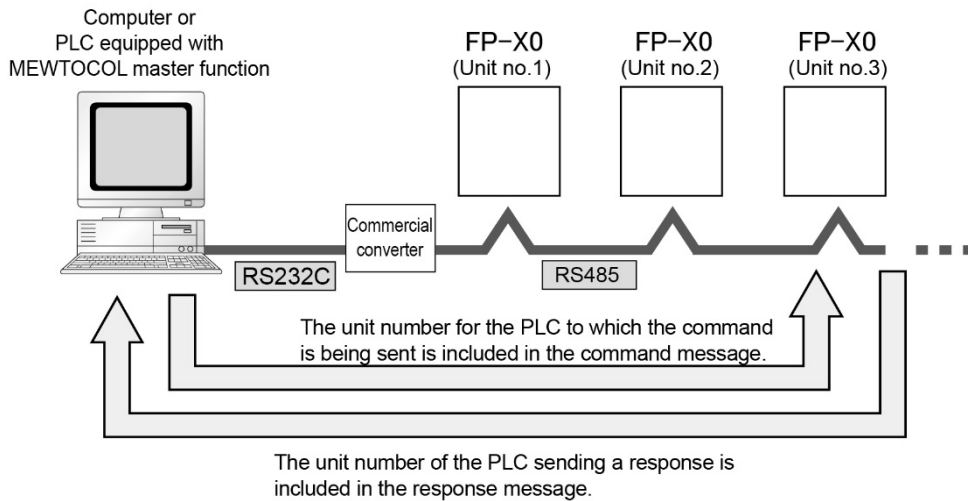 Computer or
PLC equipped with
MEWTOCOL master function
FP-X0
(Unit no.1)
FP-X0
(Unit no.2)
FP-X0
(Unit no.3)
Commercial
converter
RS232C
RS485
The unit number for the PLC to which the command
is being sent is included in the command message.
The unit number of the PLC sending a response is
included in the response message.